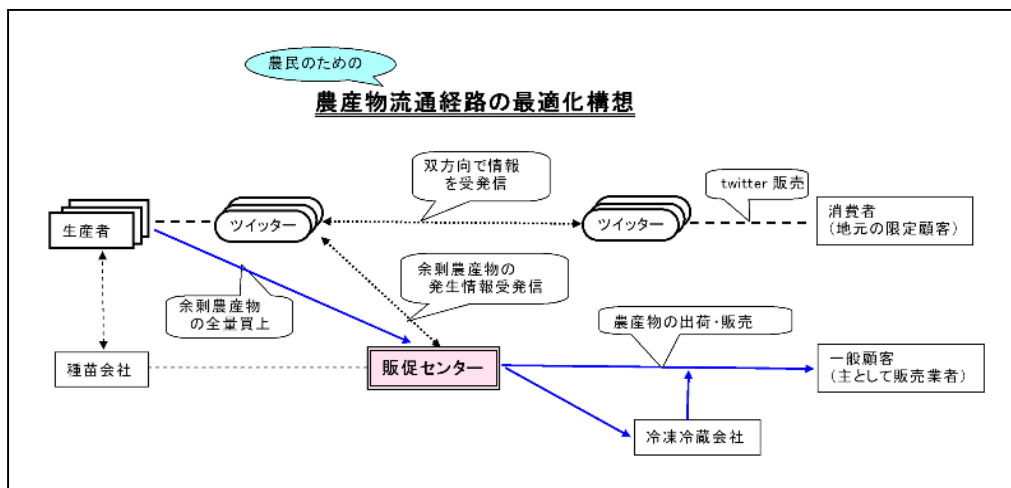 農民のための
農産物流通経路の最適化構想
双方向で情報
を受発信
twitter 販売
生産者
ツイッター
ツイッター
消費者
（地元の限定顧客）
余剰農産物の
発生情報受発信
余剰農産物
の全量買上
農産物の出荷・販売
種苗会社
販促センター
一般顧客
（主として販売業者）
冷凍冷蔵会社